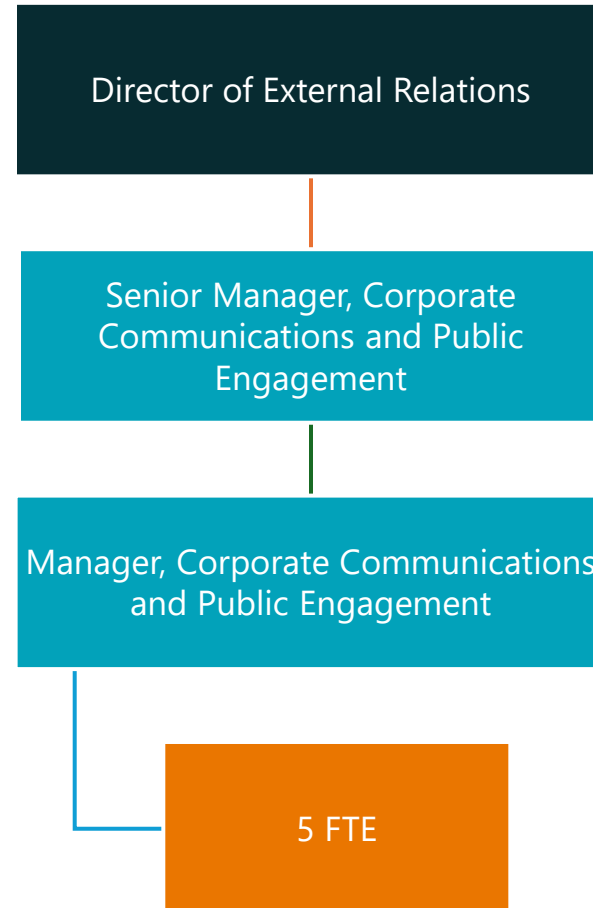 Director of External Relations
Senior Manager, Corporate
Communications and Public
Engagement
Manager, Corporate Communications
and Public Engagement
5 FTE